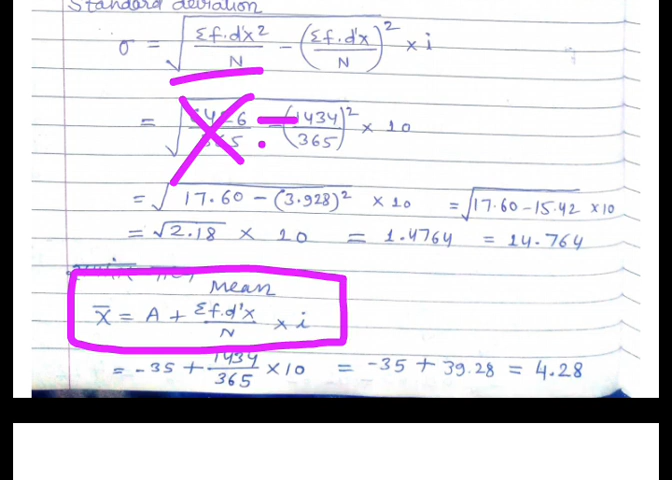 Standard deviation
σ = √ Σf.d'x² / N − (Σf.d'x / N)² × i
= √ − (1434 / 365)² × 10
= √ 17.60 − (3.928)² × 10 = √17.60 − 15.42 × 10
= √2.18 × 10 = 1.4764 = 14.764
Mean
X̄ = A + Σf.d'x / N × i
= -35 + 1434 / 365 × 10 = -35 + 39.28 = 4.28